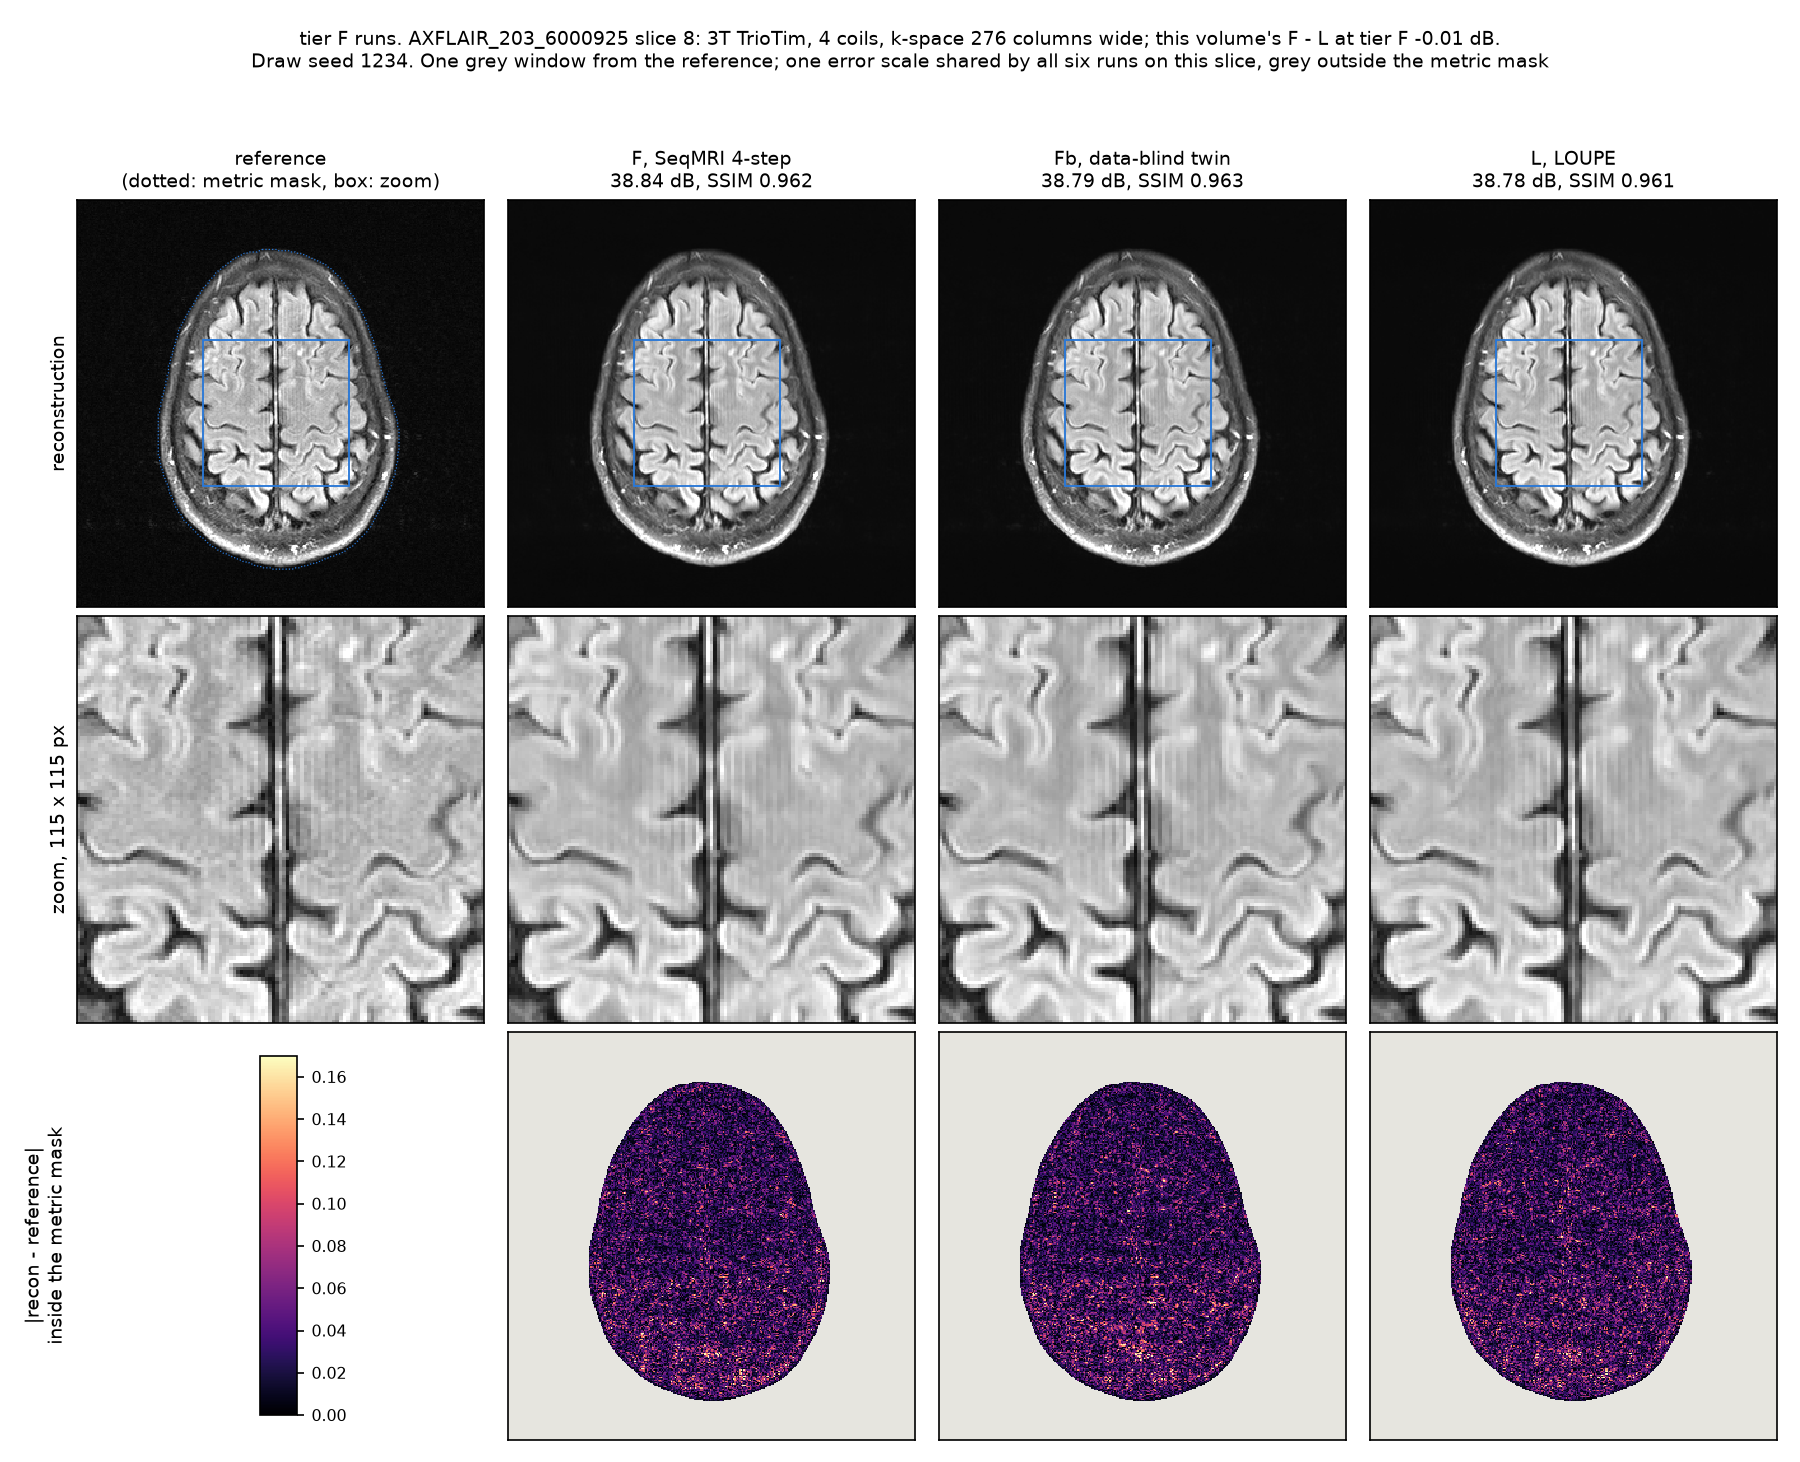 tier F runs. AXFLAIR_203_6000925 slice 8: 3T TrioTim, 4 coils, k-space 276 columns wide; this volume's F - L at tier F -0.01 dB.
Draw seed 1234. One grey window from the reference; one error scale shared by all six runs on this slice, grey outside the metric mask
reference
(dotted: metric mask, box: zoom)
F, SeqMRI 4-step
38.84 dB, SSIM 0.962
Fb, data-blind twin
38.79 dB, SSIM 0.963
L, LOUPE
38.78 dB, SSIM 0.961
reconstruction
zoom, 115 x 115 px
|recon - reference|
inside the metric mask
0.16
0.14
0.12
0.10
0.08
0.06
0.04
0.02
0.00